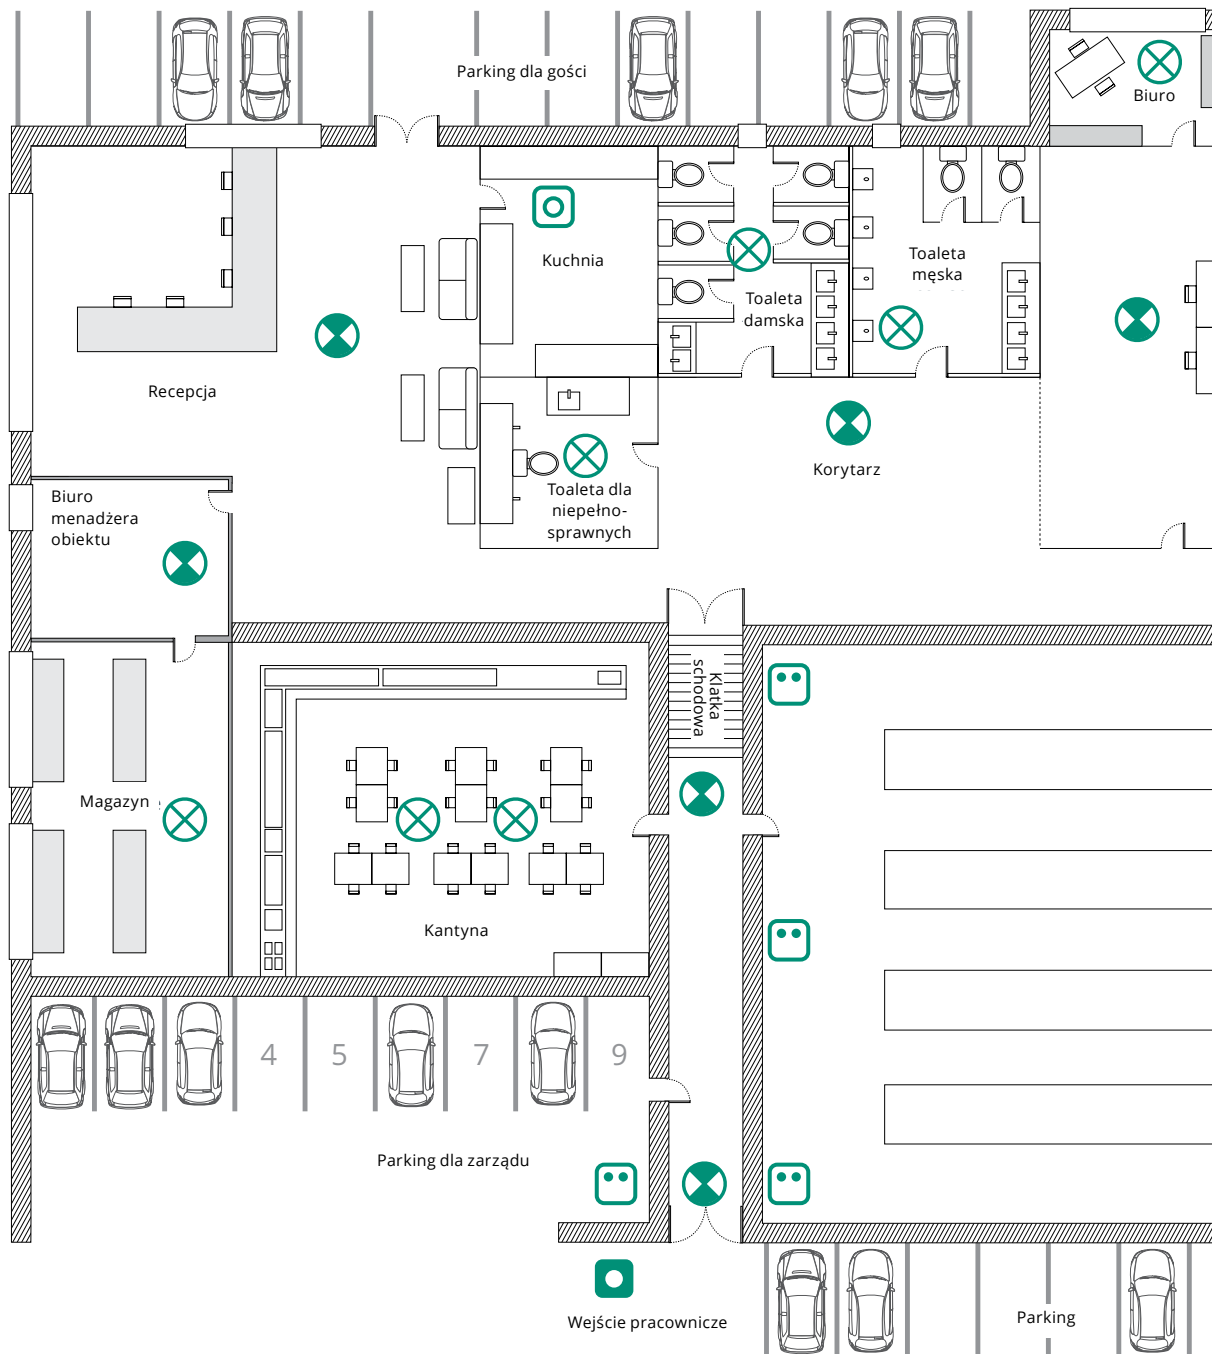 Parking dla gości
Biuro
Kuchnia
Toaleta
damska
Toaleta
męska
Recepcja
Korytarz
Toaleta dla
niepełno-
sprawnych
Biuro
menadżera
obiektu
Klatka
schodowa
Magazyn
Kantyna
4
5
7
9
Parking dla zarządu
Wejście pracownicze
Parking